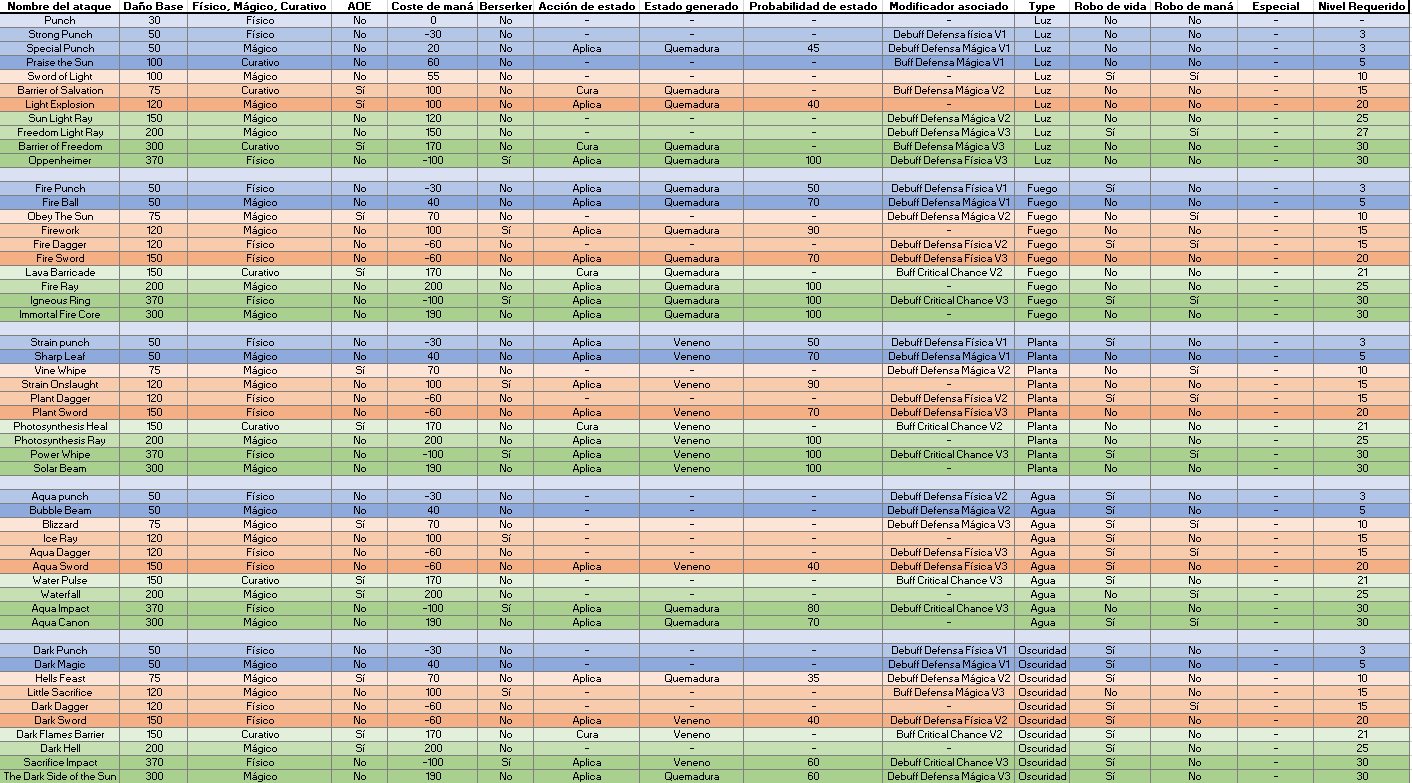 Nombre del ataque Daño Base Físico, Mágico, Curativo AOE Coste de maná Berserker Acción de estado Estado generado Probabilidad de estado Modificador asociado Type Robo de vida Robo de maná Especial Nivel Requerido
Punch 30 Físico No 0 No - - - - Luz No No - -
Strong Punch 50 Físico No -30 No - - - Debuff Defensa física V1 Luz No No - 3
Special Punch 50 Mágico No 20 No Aplica Quemadura 45 Debuff Defensa Mágica V1 Luz No No - 3
Praise the Sun 100 Curativo No 60 No - - - Buff Defensa Mágica V1 Luz No No - 5
Sword of Light 100 Mágico No 55 No - - - - Luz Sí Sí - 10
Barrier of Salvation 75 Curativo Sí 100 No Cura Quemadura - Buff Defensa Mágica V2 Luz No No - 15
Light Explosion 120 Mágico Sí 100 No Aplica Quemadura 40 - Luz No No - 20
Sun Light Ray 150 Mágico No 120 No - - - Debuff Defensa Mágica V2 Luz No No - 25
Freedom Light Ray 200 Mágico No 150 No - - - Debuff Defensa Mágica V3 Luz Sí Sí - 27
Barrier of Freedom 300 Curativo Sí 170 No Cura Quemadura - Buff Defensa Mágica V3 Luz No No - 30
Oppenheimer 370 Físico No -100 Sí Aplica Quemadura 100 Debuff Defensa Física V3 Luz No No - 30
Fire Punch 50 Físico No -30 No Aplica Quemadura 50 Debuff Defensa Física V1 Fuego Sí No - 3
Fire Ball 50 Mágico No 40 No Aplica Quemadura 70 Debuff Defensa Mágica V1 Fuego No No - 5
Obey The Sun 75 Mágico Sí 70 No - - - Debuff Defensa Mágica V2 Fuego No Sí - 10
Firework 120 Mágico No 100 Sí Aplica Quemadura 90 - Fuego No No - 15
Fire Dagger 120 Físico No -60 No - - - Debuff Defensa Física V2 Fuego Sí Sí - 15
Fire Sword 150 Físico No -60 No Aplica Quemadura 70 Debuff Defensa Física V3 Fuego No No - 20
Lava Barricade 150 Curativo Sí 170 No Cura Quemadura - Buff Critical Chance V2 Fuego No No - 21
Fire Ray 200 Mágico No 200 No Aplica Quemadura 100 - Fuego No No - 25
Igneous Ring 370 Físico No -100 Sí Aplica Quemadura 100 Debuff Critical Chance V3 Fuego Sí Sí - 30
Immortal Fire Core 300 Mágico No 190 No Aplica Quemadura 100 - Fuego No No - 30
Strain punch 50 Físico No -30 No Aplica Veneno 50 Debuff Defensa Física V1 Planta Sí No - 3
Sharp Leaf 50 Mágico No 40 No Aplica Veneno 70 Debuff Defensa Mágica V1 Planta No No - 5
Vine Whipe 75 Mágico Sí 70 No - - - Debuff Defensa Mágica V2 Planta No Sí - 10
Strain Onslaught 120 Mágico No 100 Sí Aplica Veneno 90 - Planta No No - 15
Plant Dagger 120 Físico No -60 No - - - Debuff Defensa Física V2 Planta Sí Sí - 15
Plant Sword 150 Físico No -60 No Aplica Veneno 70 Debuff Defensa Física V3 Planta No No - 20
Photosynthesis Heal 150 Curativo Sí 170 No Cura Veneno - Buff Critical Chance V2 Planta No No - 21
Photosynthesis Ray 200 Mágico No 200 No Aplica Veneno 100 - Planta No No - 25
Power Whipe 370 Físico No -100 Sí Aplica Veneno 100 Debuff Critical Chance V3 Planta Sí Sí - 30
Solar Beam 300 Mágico No 190 No Aplica Veneno 100 - Planta No No - 30
Aqua punch 50 Físico No -30 No - - - Debuff Defensa Física V2 Agua Sí No - 3
Bubble Beam 50 Mágico No 40 No - - - Debuff Defensa Mágica V2 Agua Sí No - 5
Blizzard 75 Mágico Sí 70 No - - - Debuff Defensa Mágica V3 Agua Sí Sí - 10
Ice Ray 120 Mágico No 100 Sí - - - - Agua Sí No - 15
Aqua Dagger 120 Físico No -60 No - - - Debuff Defensa Física V3 Agua Sí Sí - 15
Aqua Sword 150 Físico No -60 No Aplica Veneno 40 Debuff Defensa Física V3 Agua Sí No - 20
Water Pulse 150 Curativo Sí 170 No - - - Buff Critical Chance V3 Agua Sí No - 21
Waterfall 200 Mágico Sí 200 No - - - - Agua No Sí - 25
Aqua Impact 370 Físico No -100 Sí Aplica Quemadura 80 Debuff Critical Chance V3 Agua No No - 30
Aqua Canon 300 Mágico No 190 No Aplica Quemadura 70 - Agua Sí Sí - 30
Dark Punch 50 Físico No -30 No - - - Debuff Defensa Física V1 Oscuridad Sí No - 3
Dark Magic 50 Mágico No 40 No - - - Debuff Defensa Mágica V1 Oscuridad Sí No - 5
Hells Feast 75 Mágico Sí 70 No Aplica Quemadura 35 Debuff Defensa Mágica V2 Oscuridad Sí Sí - 10
Little Sacrifice 120 Mágico No 100 Sí - - - Buff Defensa Mágica V3 Oscuridad No No - 15
Dark Dagger 120 Físico No -60 No - - - - Oscuridad Sí Sí - 15
Dark Sword 150 Físico No -60 No Aplica Veneno 40 Debuff Defensa Física V2 Oscuridad Sí No - 20
Dark Flames Barrier 150 Curativo Sí 170 No Cura Veneno - Buff Critical Chance V2 Oscuridad Sí No - 21
Dark Hell 200 Mágico Sí 200 No - - - - Oscuridad Sí No - 25
Sacrifice Impact 370 Físico No -100 Sí Aplica Veneno 60 Debuff Critical Chance V3 Oscuridad Sí No - 30
The Dark Side of the Sun 300 Mágico No 190 No Aplica Quemadura 60 Debuff Defensa Mágica V3 Oscuridad Sí No - 30